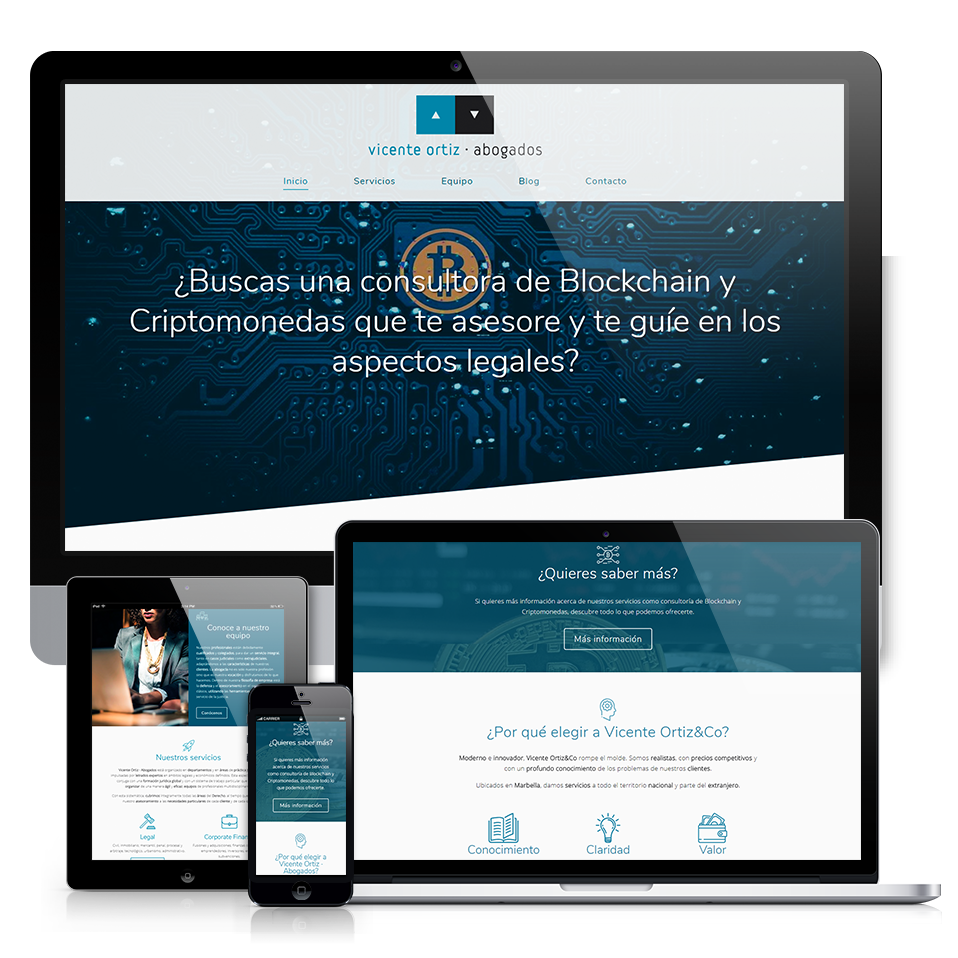 vicente ortiz · abogados
Inicio Servicios Equipo Blog Contacto
¿Buscas una consultora de Blockchain y
Criptomonedas que te asesore y te guíe en los
aspectos legales?
¿Quieres saber más?
Si quieres más información acerca de nuestros servicios como consultoría de Blockchain y
Criptomonedas, descubre todo lo que podemos ofrecerte.
Más información
¿Por qué elegir a Vicente Ortiz&Co?
Moderno e innovador. Vicente Ortiz&Co rompe el molde. Somos realistas, con precios competitivos y
con un profundo conocimiento de los problemas de nuestros clientes.
Ubicados en Marbella, damos servicios a todo el territorio nacional y parte del extranjero.
Conocimiento Claridad Valor
iPad
Conoce a nuestro
equipo
Conócenos
Nuestros servicios
Legal Corporate Finan
CARRIER
¿Quieres saber más?
Si quieres más información
acerca de nuestros servicios
como consultoría de Blockchain y
Criptomonedas, descubre todo lo
que podemos ofrecerte.
Más información
¿Por qué elegir a
Vicente Ortiz ·
Abogados?